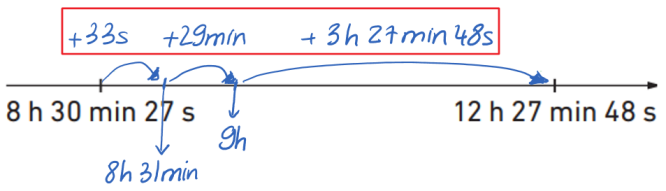 +33s +29min + 3h 27min 48s
8 h 30 min 27 s 12 h 27 min 48 s
9h
8h 31min